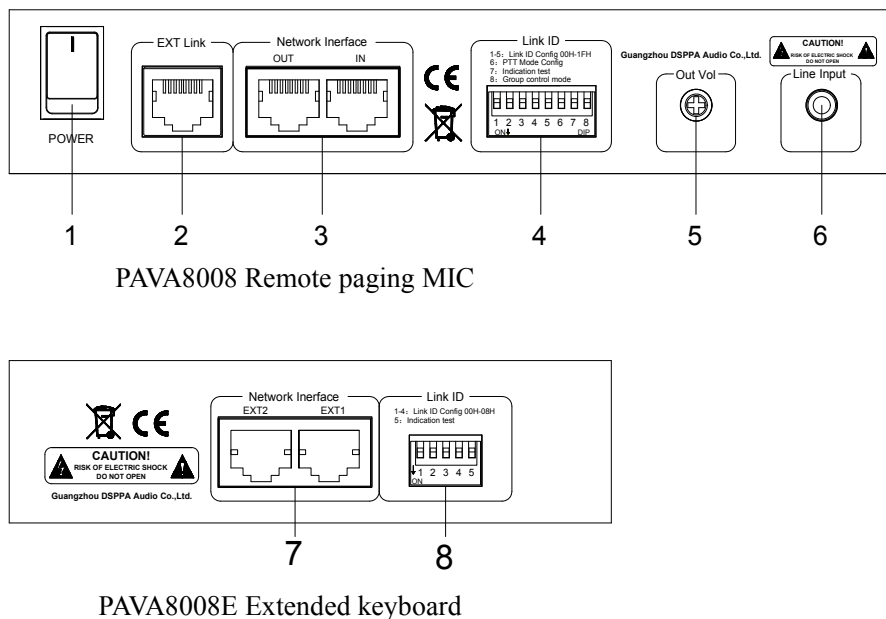 EXT Link
Network Inerface
OUT IN
Link ID
1-5: Link ID Config 00H-1FH
6: PTT Mode Config
7: Indication test
8: Group control mode
1 2 3 4 5 6 7 8
ON DIP
Guangzhou DSPPA Audio Co.,Ltd.
Out Vol
CAUTION!
RISK OF ELECTRIC SHOCK
DO NOT OPEN
Line Input
POWER
CE
1 2 3 4 5 6
PAVA8008 Remote paging MIC
CE
CAUTION!
RISK OF ELECTRIC SHOCK
DO NOT OPEN
Guangzhou DSPPA Audio Co.,Ltd.
Network Inerface
EXT2 EXT1
Link ID
1-4: Link ID Config 00H-08H
5: Indication test
1 2 3 4 5
ON
7 8
PAVA8008E Extended keyboard